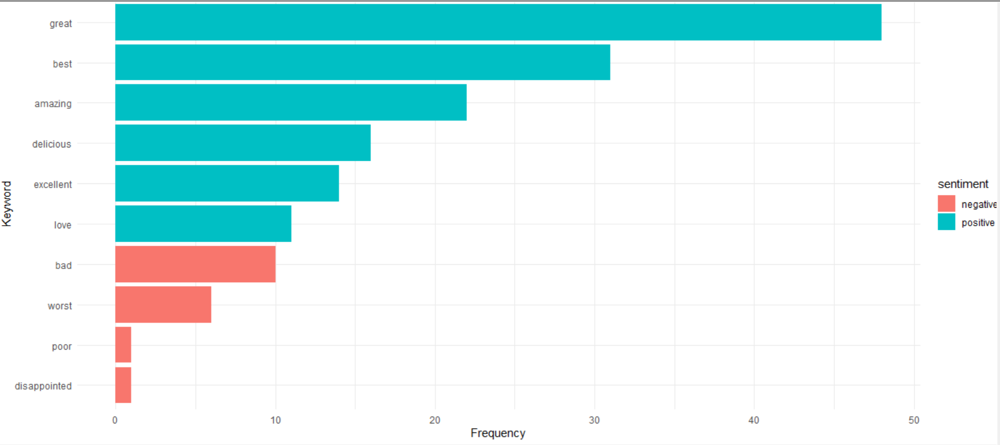 great
best
amazing
delicious
excellent
love
bad
worst
poor
disappointed
Keyword
0 10 20 30 40 50
Frequency
sentiment
negative
positive